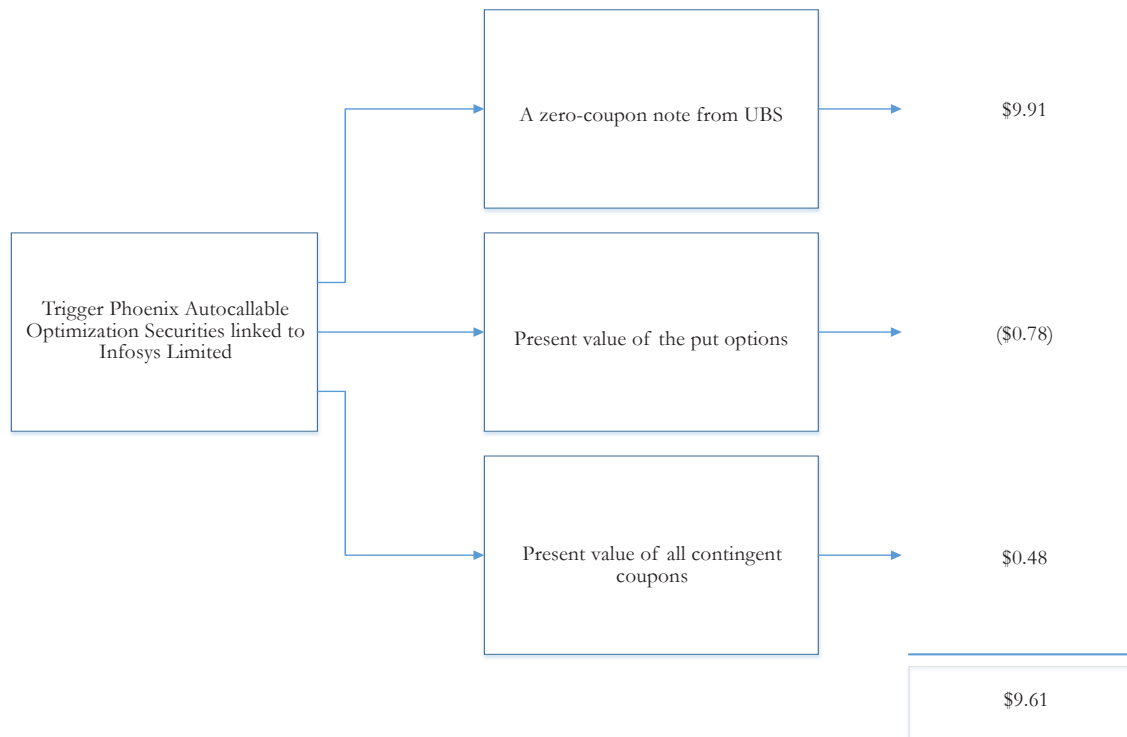 A zero-coupon note from UBS
$9.91
Trigger Phoenix Autocallable
Optimization Securities linked to
Infosys Limited
Present value of the put options
($0.78)
Present value of all contingent
coupons
$0.48
$9.61